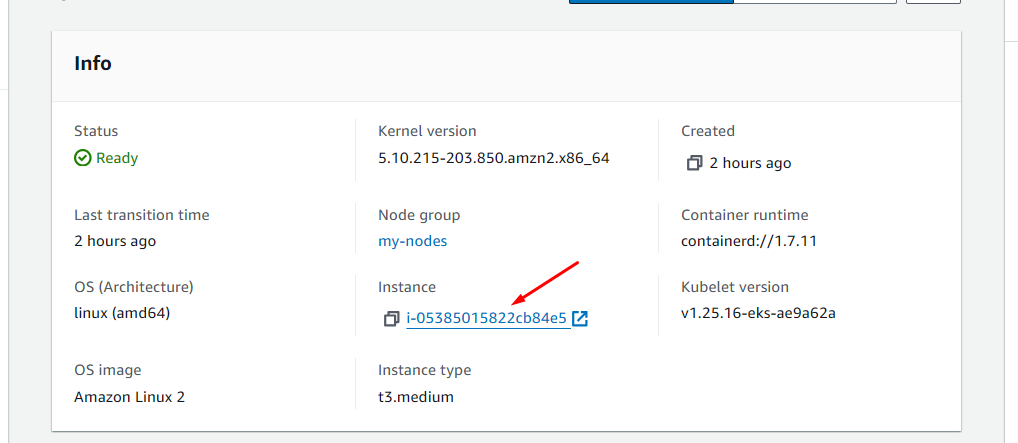 Info
Status
Ready
Kernel version
5.10.215-203.850.amzn2.x86_64
Created
2 hours ago
Last transition time
2 hours ago
Node group
my-nodes
Container runtime
containerd://1.7.11
OS (Architecture)
linux (amd64)
Instance
i-05385015822cb84e5
Kubelet version
v1.25.16-eks-ae9a62a
OS image
Amazon Linux 2
Instance type
t3.medium